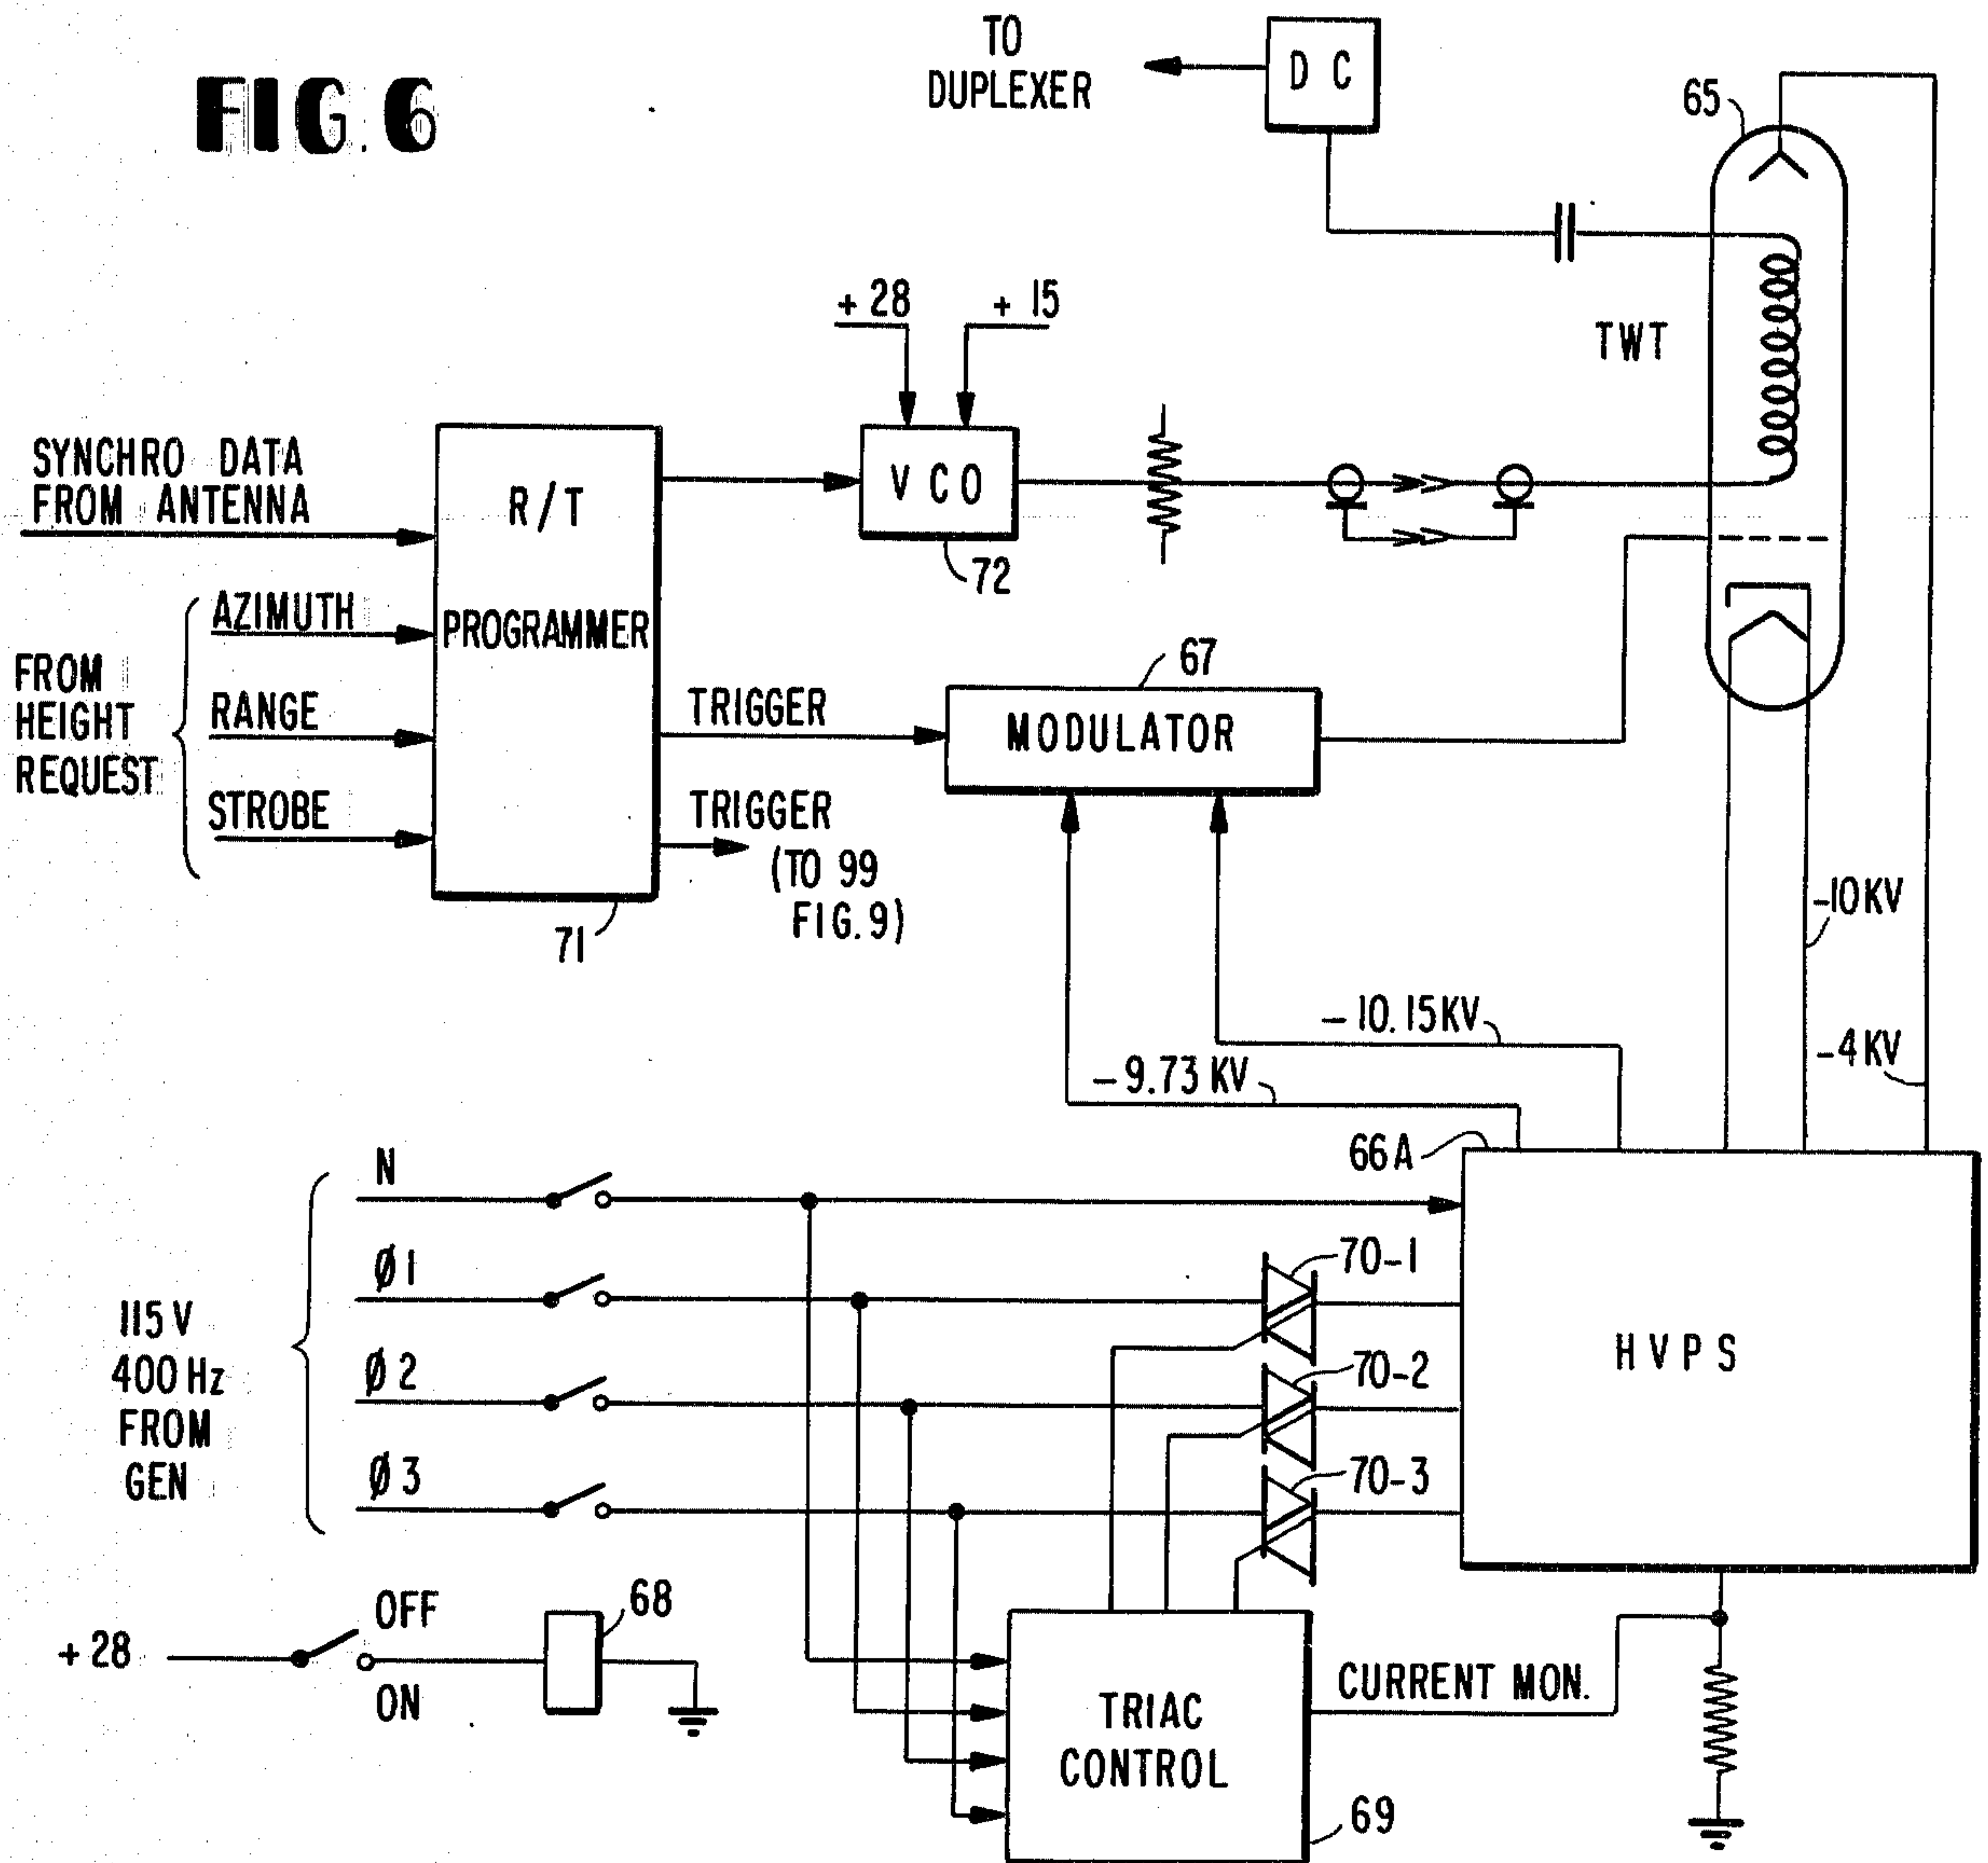 FIG. 6
TO
DUPLEXER
D C
65
+ 28
+ 15
TWT
SYNCHRO DATA
FROM ANTENNA
R/T
PROGRAMMER
VCO
72
AZIMUTH
FROM
HEIGHT
REQUEST
RANGE
STROBE
TRIGGER
67
MODULATOR
TRIGGER
(TO 99
FIG. 9)
71
-10KV
- 10.15KV
-4KV
- 9.73 KV
66A
N
Ø1
Ø2
Ø3
115V
400 Hz
FROM
GEN
70-1
70-2
70-3
HVPS
+ 28
OFF
ON
68
TRIAC
CONTROL
CURRENT MON.
69